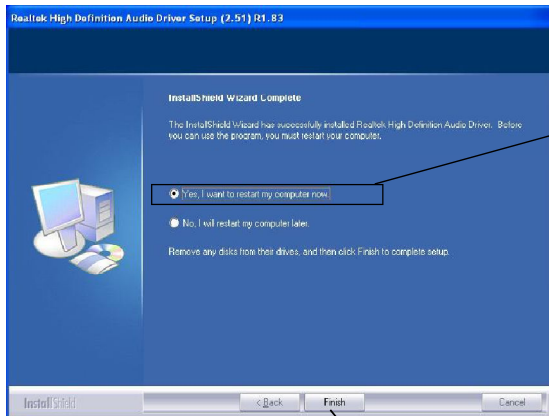 Realtek High Definition Audio Driver Setup (2.51) R1.83
InstallShield Wizard Complete
The InstallShield Wizard has successfully installed Realtek High Definition Audio Driver. Before
you can use the program, you must restart your computer.
Yes, I want to restart my computer now.
No, I will restart my computer later.
Remove any disks from their drives, and then click Finish to complete setup.
InstallShield
< Back
Finish
Cancel